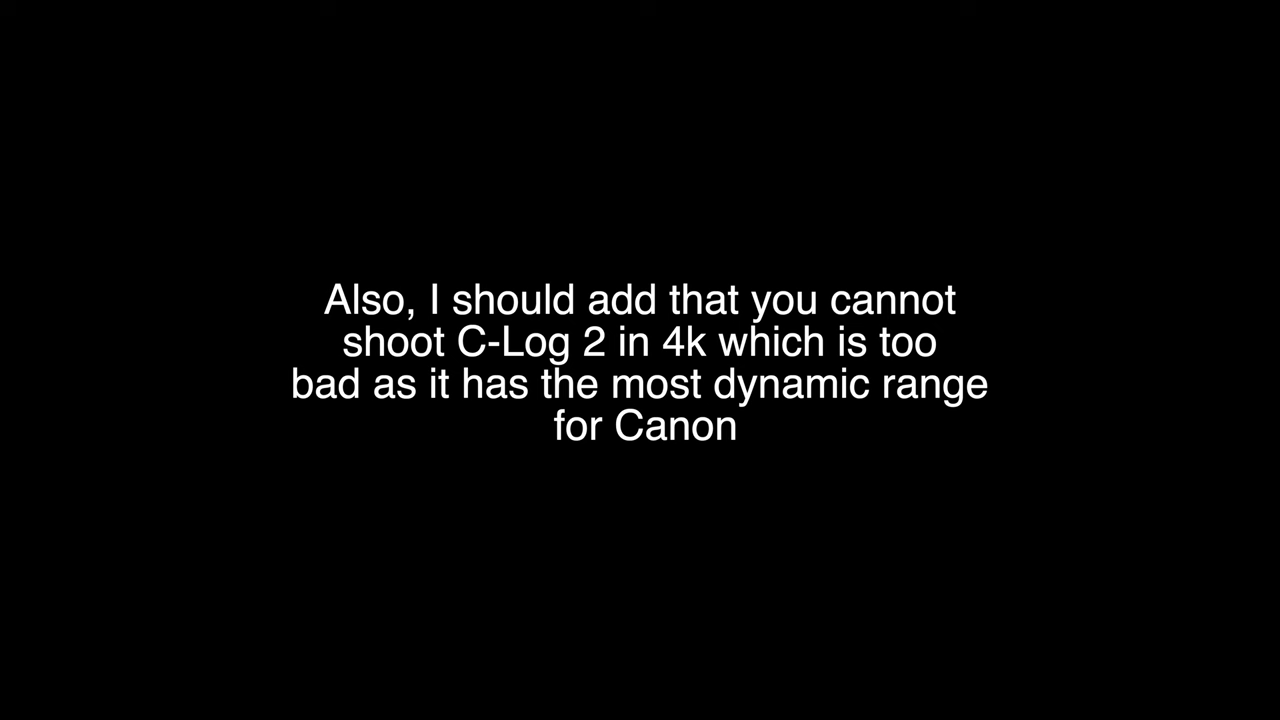 Also, I should add that you cannot
shoot C-Log 2 in 4k which is too
bad as it has the most dynamic range
for Canon